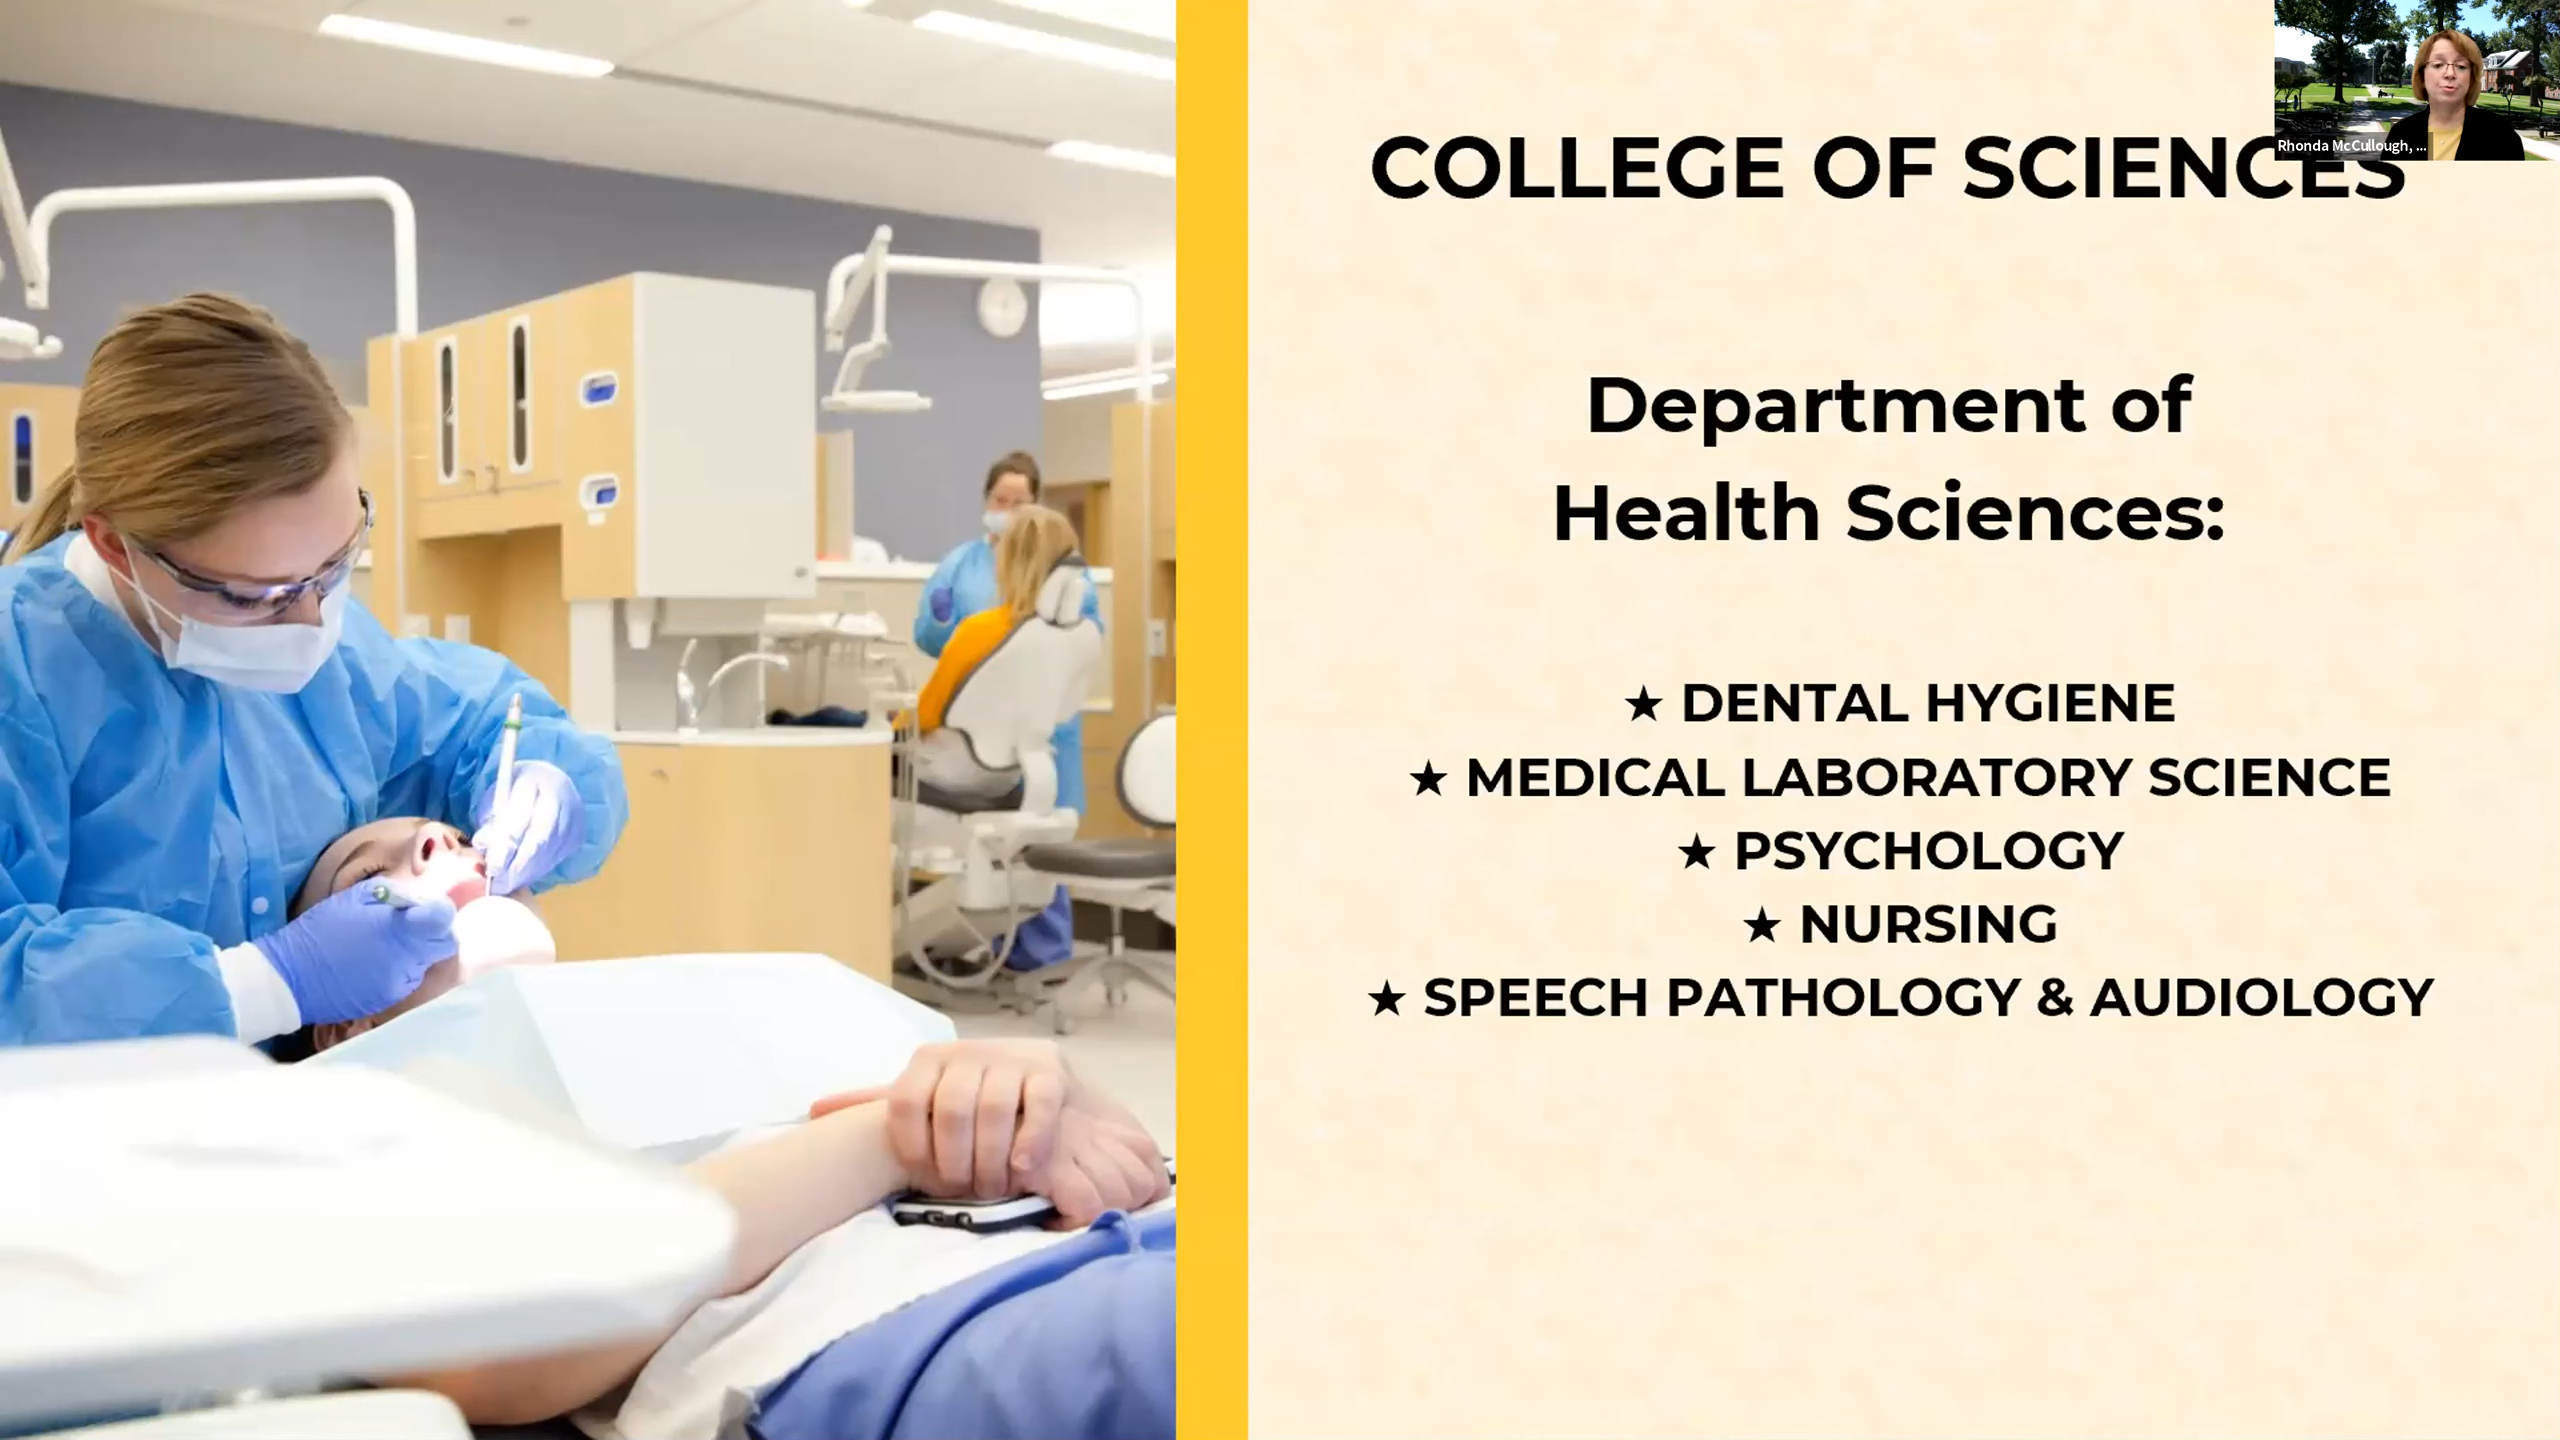 Rhonda McCullough, ...
COLLEGE OF SCIENCES
Department of
Health Sciences:
★ DENTAL HYGIENE
★ MEDICAL LABORATORY SCIENCE
★ PSYCHOLOGY
★ NURSING
★ SPEECH PATHOLOGY & AUDIOLOGY